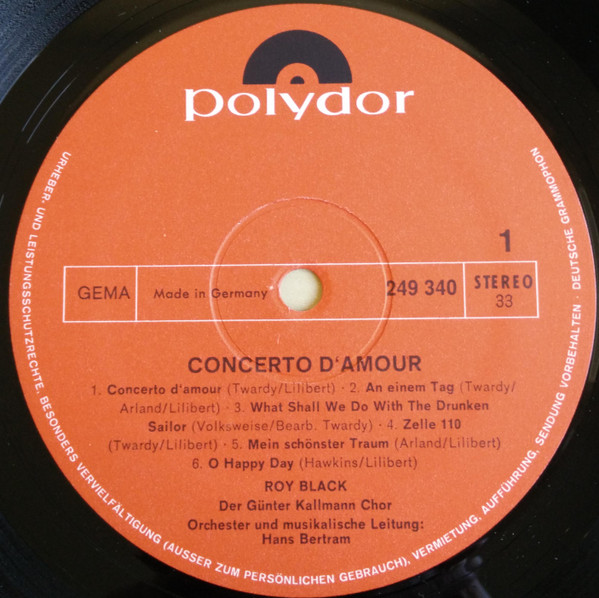 polydor
1
GEMA
Made in Germany
249 340
STEREO
33
CONCERTO D'AMOUR
1. Concerto d'amour (Twardy/Lilibert) · 2. An einem Tag (Twardy/
Arland/Lilibert) · 3. What Shall We Do With The Drunken
Sailor (Volksweise/Bearb. Twardy) · 4. Zelle 110
(Twardy/Lilibert) · 5. Mein schönster Traum (Arland/Lilibert)
6. O Happy Day (Hawkins/Lilibert)
ROY BLACK
Der Günter Kallmann Chor
Orchester und musikalische Leitung:
Hans Bertram
URHEBER- UND LEISTUNGSSCHUTZRECHTE, BESONDERS VERVIELFÄLTIGUNG (AUSSER ZUM PERSÖNLICHEN GEBRAUCH), VERMIETUNG, AUFFÜHRUNG, SENDUNG VORBEHALTEN · DEUTSCHE GRAMMOPHON